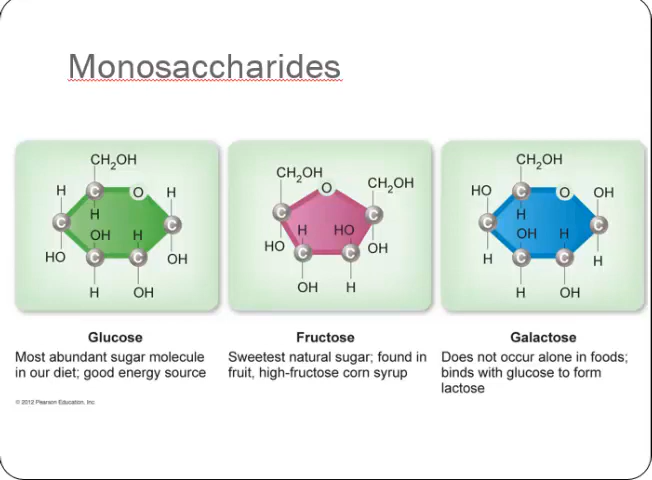 Monosaccharides
CH2OH
H
C
O
H
C
H
C
HO
OH
H
OH
C
C
H
OH
CH2OH
O
CH2OH
C
C
HO
H
HO
OH
C
C
OH
H
CH2OH
HO
C
O
OH
C
H
C
H
OH
H
H
C
C
H
OH
Glucose
Most abundant sugar molecule
in our diet; good energy source
Fructose
Sweetest natural sugar; found in
fruit, high-fructose corn syrup
Galactose
Does not occur alone in foods;
binds with glucose to form
lactose
© 2012 Pearson Education, Inc.